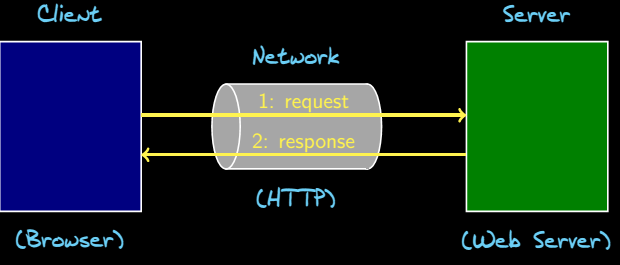 Client
Server
Network
1: request
2: response
(HTTP)
(Browser)
(Web Server)